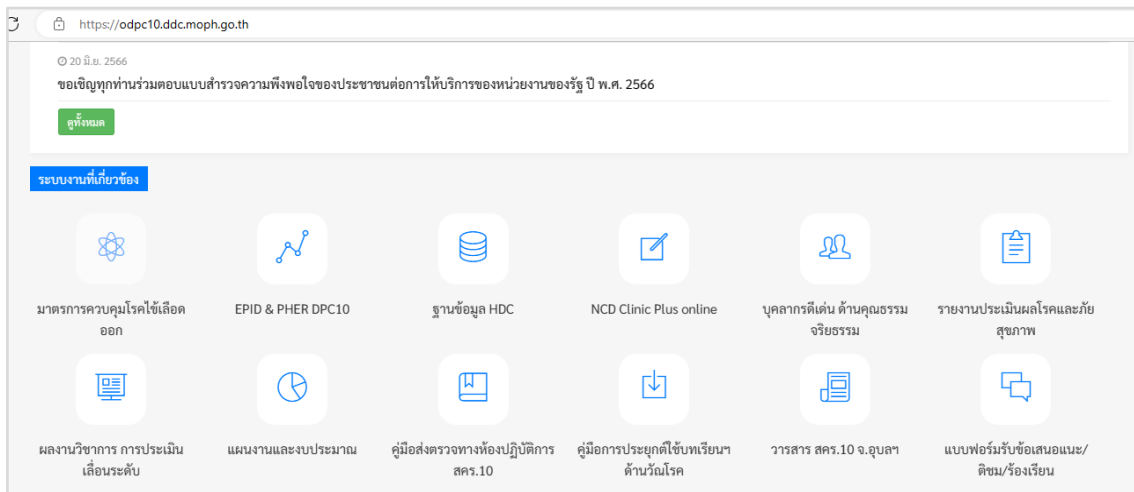 https://odpc10.ddc.moph.go.th
20 มิ.ย. 2566
ขอเชิญทุกท่านร่วมตอบแบบสำรวจความพึงพอใจของประชาชนต่อการให้บริการของหน่วยงานของรัฐ ปี พ.ศ. 2566
ดูทั้งหมด
ระบบงานที่เกี่ยวข้อง
มาตรการควบคุมโรคไข้เลือด
ออก
EPID & PHER DPC10
ฐานข้อมูล HDC
NCD Clinic Plus online
บุคลากรดีเด่น ด้านคุณธรรม
จริยธรรม
รายงานประเมินผลโรคและภัย
สุขภาพ
ผลงานวิชาการ การประเมิน
เลื่อนระดับ
แผนงานและงบประมาณ
คู่มือส่งตรวจทางห้องปฏิบัติการ
สคร.10
คู่มือการประยุกต์ใช้บทเรียนฯ
ด้านวัณโรค
วารสาร สคร.10 จ.อุบลฯ
แบบฟอร์มรับข้อเสนอแนะ/
ติชม/ร้องเรียน